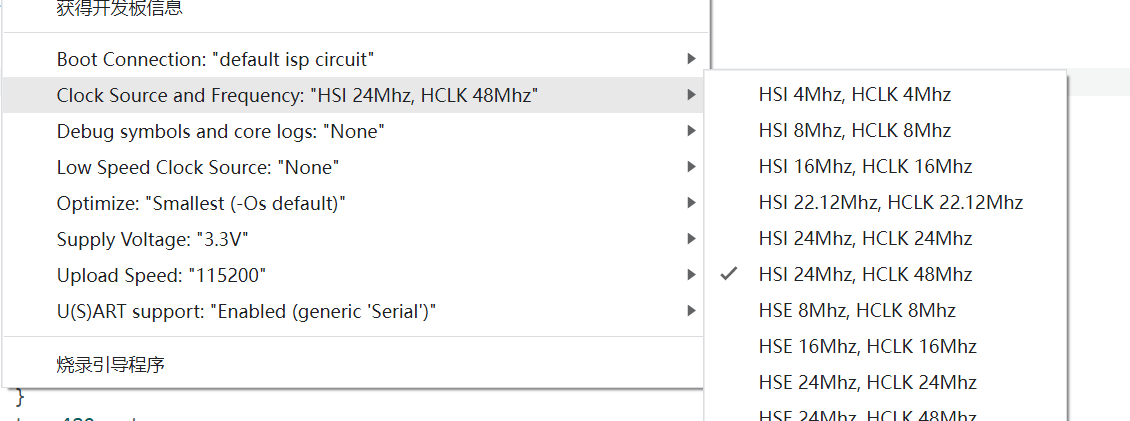 获得开发板信息
Boot Connection: "default isp circuit"
Clock Source and Frequency: "HSI 24Mhz, HCLK 48Mhz"
Debug symbols and core logs: "None"
Low Speed Clock Source: "None"
Optimize: "Smallest (-Os default)"
Supply Voltage: "3.3V"
Upload Speed: "115200"
U(S)ART support: "Enabled (generic 'Serial')"
烧录引导程序
}
HSI 4Mhz, HCLK 4Mhz
HSI 8Mhz, HCLK 8Mhz
HSI 16Mhz, HCLK 16Mhz
HSI 22.12Mhz, HCLK 22.12Mhz
HSI 24Mhz, HCLK 24Mhz
HSI 24Mhz, HCLK 48Mhz
HSE 8Mhz, HCLK 8Mhz
HSE 16Mhz, HCLK 16Mhz
HSE 24Mhz, HCLK 24Mhz
HSE 24Mhz, HCLK 48Mhz